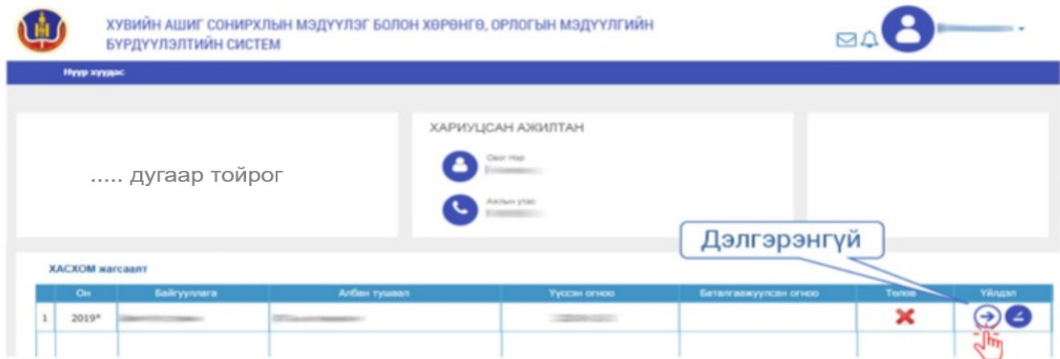 ХУВИЙН АШИГ СОНИРХЛЫН МЭДҮҮЛЭГ БОЛОН ХӨРӨНГӨ, ОРЛОГЫН МЭДҮҮЛГИЙН
БҮРДҮҮЛЭЛТИЙН СИСТЕМ
Нүүр хуудас
..... дугаар тойрог
ХАРИУЦСАН АЖИЛТАН
Овог Нэр
Ажлын утас
Дэлгэрэнгүй
ХАСХОМ жагсаалт
Он Байгууллага Албан тушаал Үүссэн огноо Баталгаажуулсан огноо Төлөв Үйлдэл
1 2019*